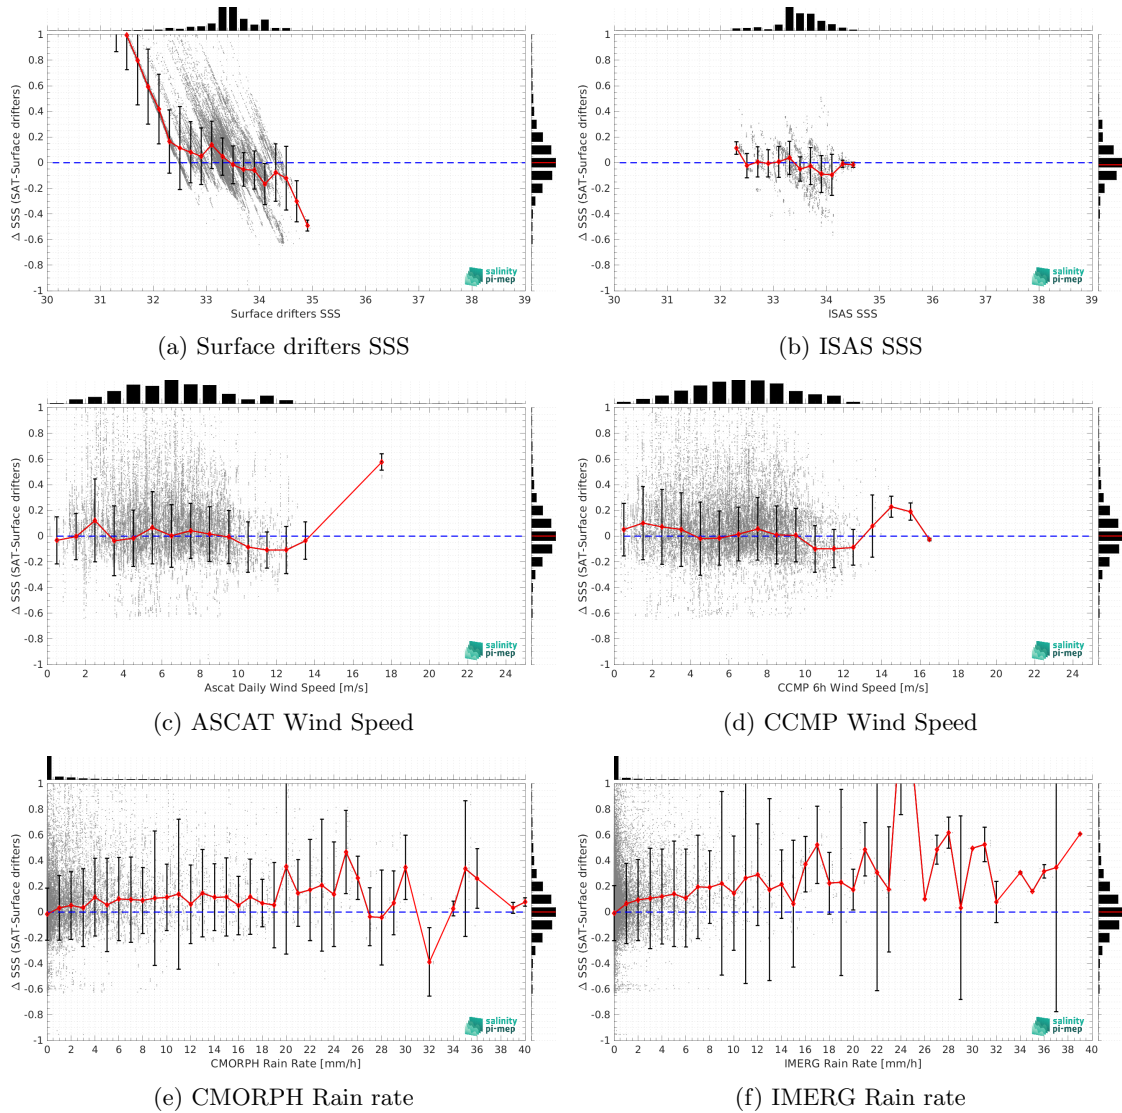 1
0.8
0.6
0.4
0.2
0
-0.2
-0.4
-0.6
-0.8
-1
Δ SSS (SAT-Surface drifters)
salinity
pi-mep
30 31 32 33 34 35 36 37 38 39
Surface drifters SSS
(a) Surface drifters SSS
1
0.8
0.6
0.4
0.2
0
-0.2
-0.4
-0.6
-0.8
-1
Δ SSS (SAT-Surface drifters)
salinity
pi-mep
30 31 32 33 34 35 36 37 38 39
ISAS SSS
(b) ISAS SSS
1
0.8
0.6
0.4
0.2
0
-0.2
-0.4
-0.6
-0.8
-1
Δ SSS (SAT-Surface drifters)
salinity
pi-mep
0 2 4 6 8 10 12 14 16 18 20 22 24
Ascat Daily Wind Speed [m/s]
(c) ASCAT Wind Speed
1
0.8
0.6
0.4
0.2
0
-0.2
-0.4
-0.6
-0.8
-1
Δ SSS (SAT-Surface drifters)
salinity
pi-mep
0 2 4 6 8 10 12 14 16 18 20 22 24
CCMP 6h Wind Speed [m/s]
(d) CCMP Wind Speed
1
0.8
0.6
0.4
0.2
0
-0.2
-0.4
-0.6
-0.8
-1
Δ SSS (SAT-Surface drifters)
salinity
pi-mep
0 2 4 6 8 10 12 14 16 18 20 22 24 26 28 30 32 34 36 38 40
CMORPH Rain Rate [mm/h]
(e) CMORPH Rain rate
1
0.8
0.6
0.4
0.2
0
-0.2
-0.4
-0.6
-0.8
-1
Δ SSS (SAT-Surface drifters)
salinity
pi-mep
0 2 4 6 8 10 12 14 16 18 20 22 24 26 28 30 32 34 36 38 40
IMERG Rain Rate [mm/h]
(f) IMERG Rain rate